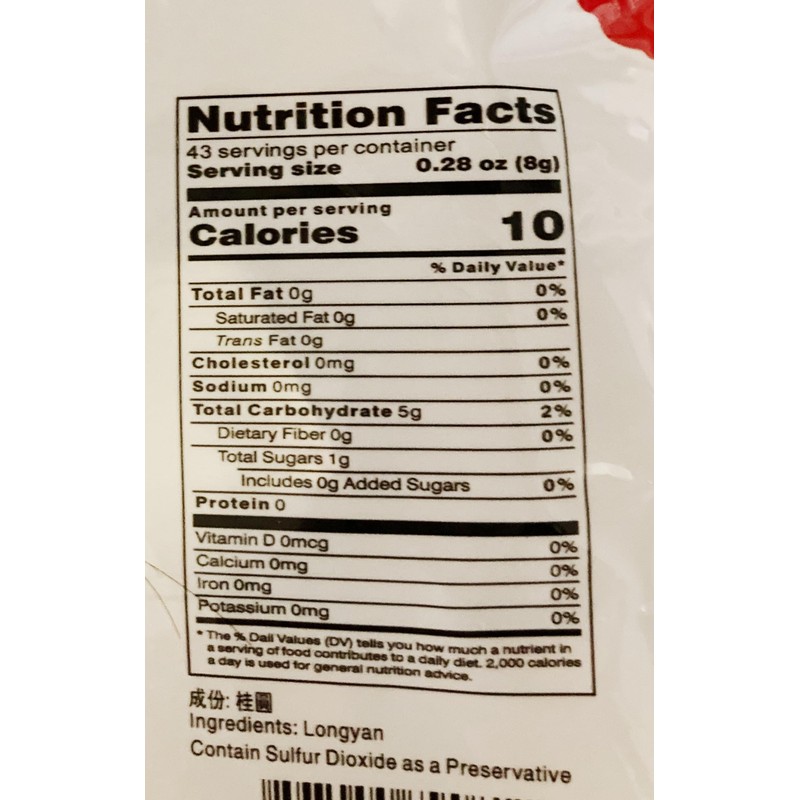 Nutrition Facts
43 servings per container
Serving size 0.28 oz (8g)
Amount per serving
Calories 10
% Daily Value*
Total Fat 0g 0%
Saturated Fat 0g 0%
Trans Fat 0g
Cholesterol 0mg 0%
Sodium 0mg 0%
Total Carbohydrate 5g 2%
Dietary Fiber 0g 0%
Total Sugars 1g
Includes 0g Added Sugars 0%
Protein 0
Vitamin D 0mcg 0%
Calcium 0mg 0%
Iron 0mg 0%
Potassium 0mg 0%
* The % Dail Values (DV) tells you how much a nutrient in
a serving of food contributes to a daily diet. 2,000 calories
a day is used for general nutrition advice.
成份: 桂圓
Ingredients: Longyan
Contain Sulfur Dioxide as a Preservative